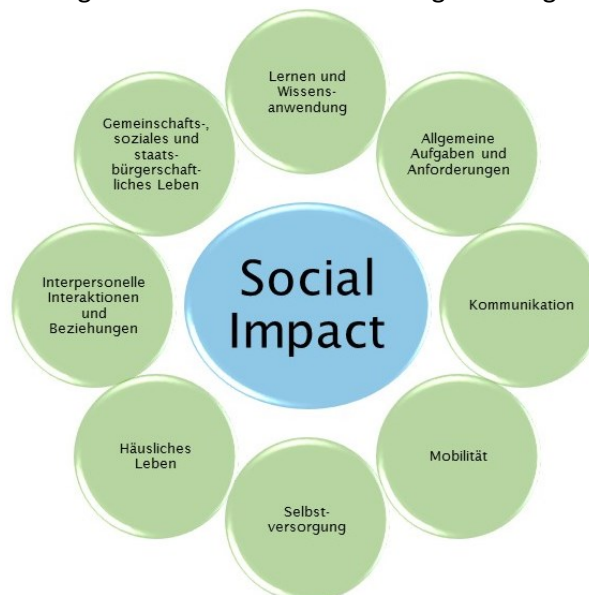 Lernen und
Wissens-
anwendung
Allgemeine
Aufgaben und
Anforderungen
Kommunikation
Mobilität
Selbst-
versorgung
Häusliches
Leben
Interpersonelle
Interaktionen
und
Beziehungen
Gemeinschafts-,
soziales und
staats-
bürgerschaft-
liches Leben
Social
Impact